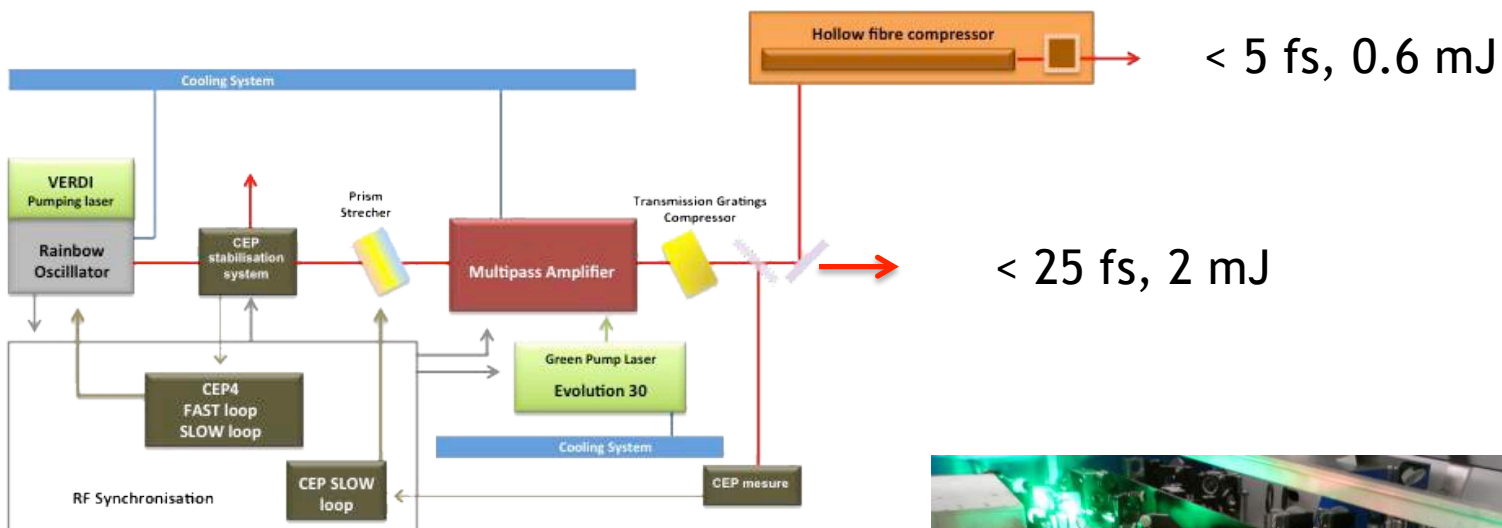 Hollow fibre compressor
< 5 fs, 0.6 mJ
Cooling System
VERDI
Pumping laser
Rainbow
Oscilllator
CEP
stabilisation
system
Prism
Strecher
Multipass Amplifier
Transmission Gratings
Compressor
< 25 fs, 2 mJ
Green Pump Laser
Evolution 30
CEP4
FAST loop
SLOW loop
Cooling System
RF Synchronisation
CEP SLOW
loop
CEP mesure